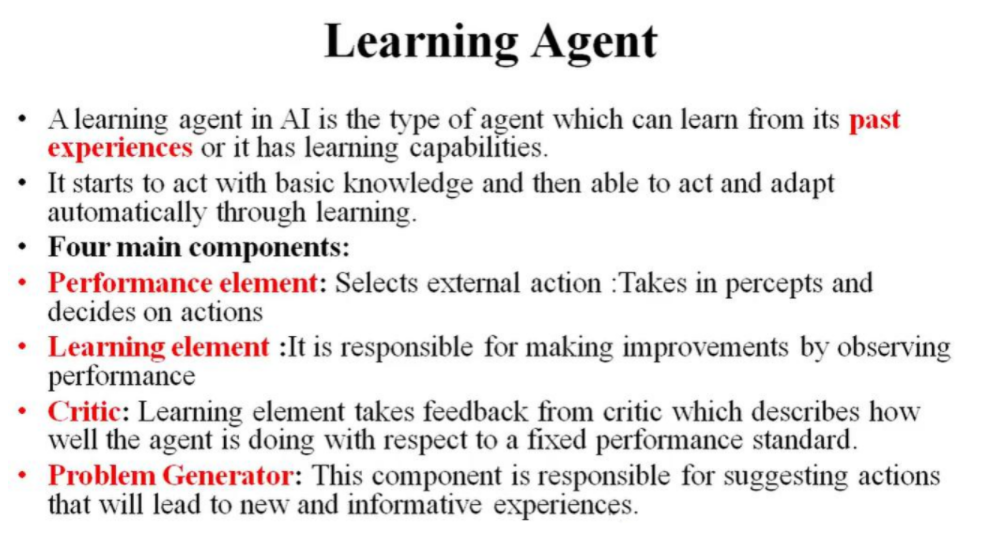 Learning Agent
• A learning agent in AI is the type of agent which can learn from its past
experiences or it has learning capabilities.
• It starts to act with basic knowledge and then able to act and adapt
automatically through learning.
• Four main components:
• Performance element: Selects external action :Takes in percepts and
decides on actions
• Learning element :It is responsible for making improvements by observing
performance
• Critic: Learning element takes feedback from critic which describes how
well the agent is doing with respect to a fixed performance standard.
• Problem Generator: This component is responsible for suggesting actions
that will lead to new and informative experiences.